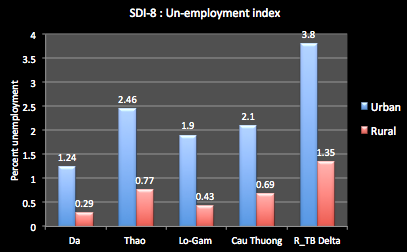 SDI-8 : Un-employment index
Percent unemployment
4
3.5
3
2.5
2
1.5
1
0.5
0
1.24
0.29
2.46
0.77
1.9
0.43
2.1
0.69
3.8
1.35
Da
Thao
Lo-Gam
Cau Thuong
R_TB Delta
Urban
Rural